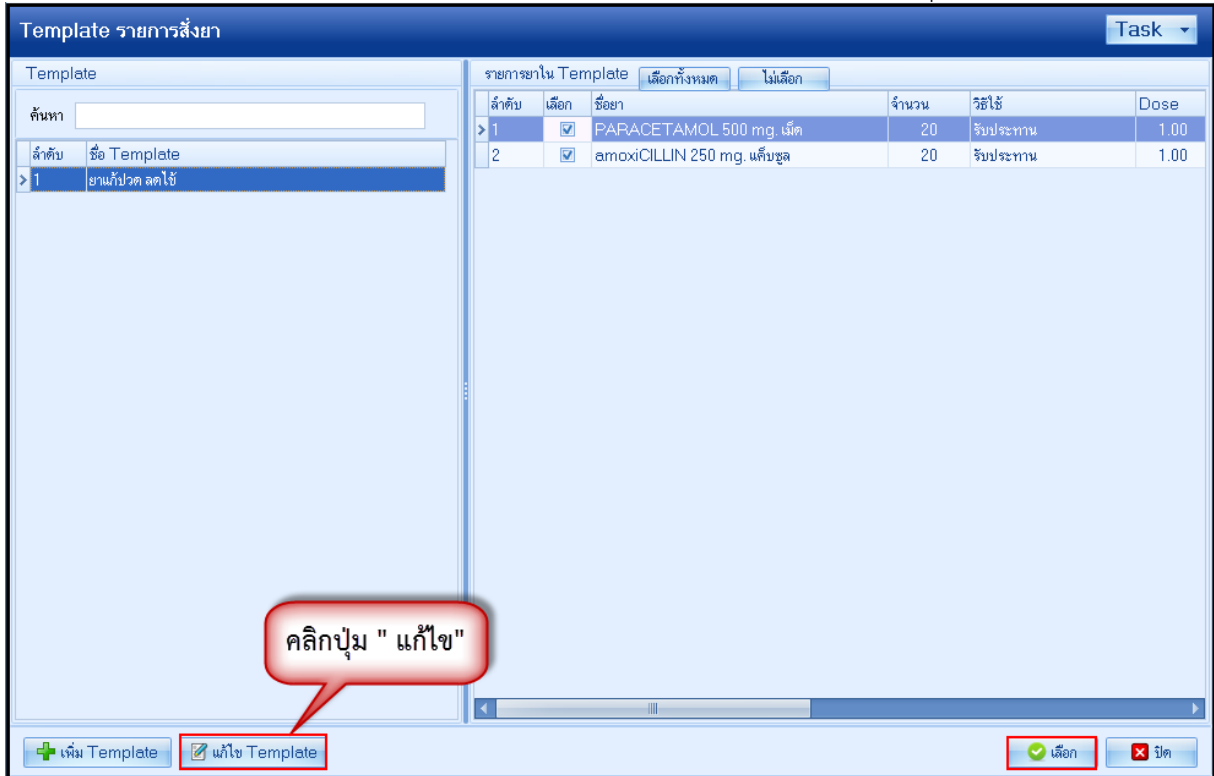 Template รายการสั่งยา
Task
Template
ค้นหา
ลำดับ ชื่อ Template
1 ยาแก้ปวด ลดไข้
รายการยาใน Template เลือกทั้งหมด ไม่เลือก
ลำดับ เลือก ชื่อยา จำนวน วิธีใช้ Dose
1 PARACETAMOL 500 mg. เม็ด 20 รับประทาน 1.00
2 amoxiCILLIN 250 mg. แค็บซูล 20 รับประทาน 1.00
คลิกปุ่ม " แก้ไข"
เพิ่ม Template แก้ไข Template เลือก ปิด